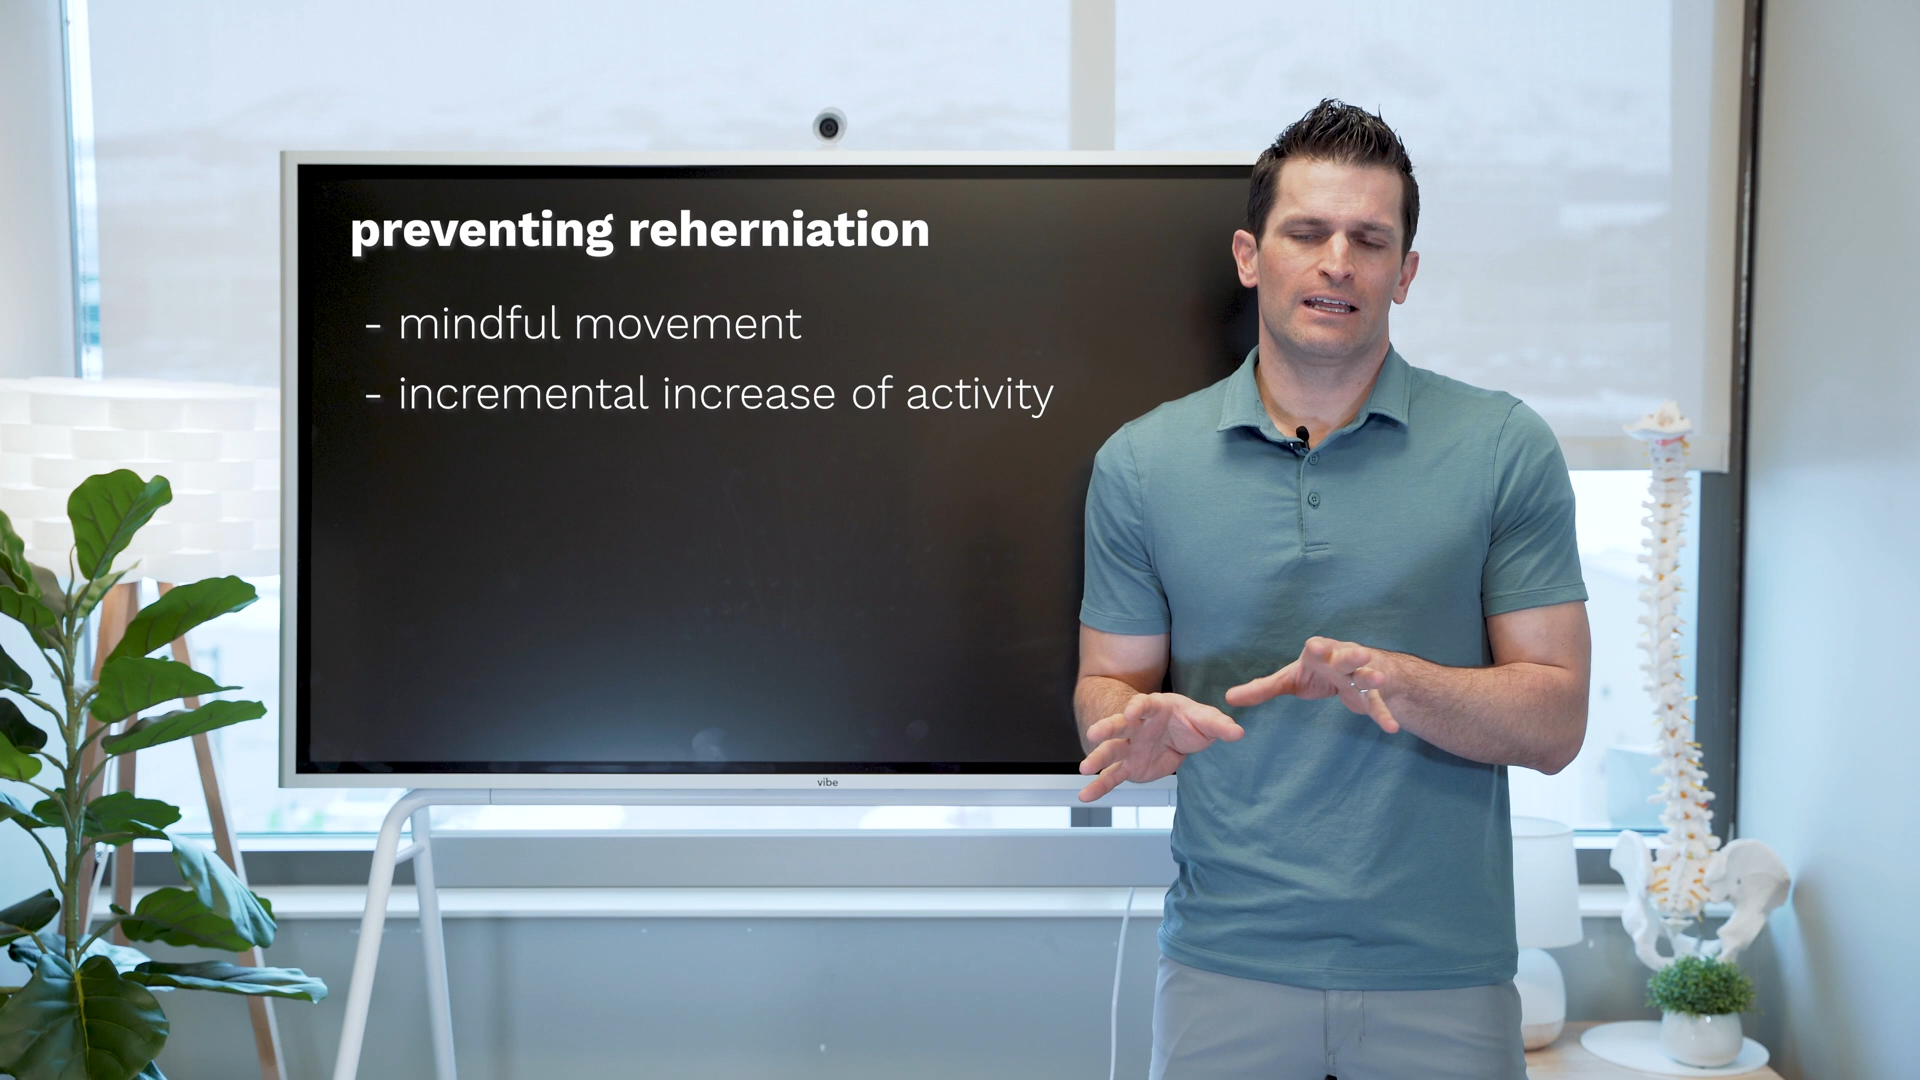 preventing reherniation
- mindful movement
- incremental increase of activity
vibe